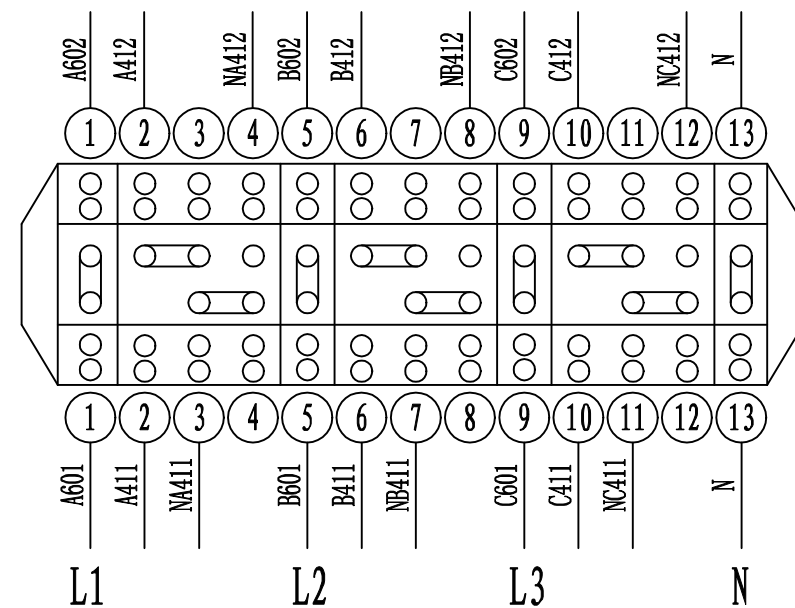 A602 A412 NA412 B602 B412 NB412 C602 C412 NC412 N
1 2 3 4 5 6 7 8 9 10 11 12 13
1 2 3 4 5 6 7 8 9 10 11 12 13
A601 A411 NA411 B601 B411 NB411 C601 C411 NC411 N
L1 L2 L3 N